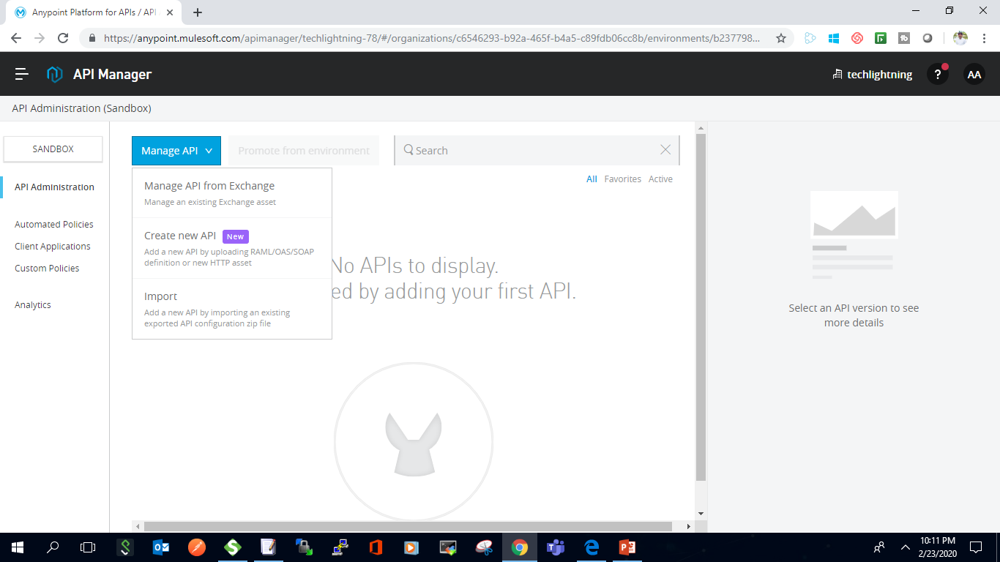 Anypoint Platform for APIs / API
https://anypoint.mulesoft.com/apimanager/techlightning-78/#/organizations/c6546293-b92a-465f-b4a5-c89fdb06cc8b/environments/b237798...
API Manager
techlightning
?
AA
API Administration (Sandbox)
SANDBOX
API Administration
Automated Policies
Client Applications
Custom Policies
Analytics
Manage API
Promote from environment
Search
All Favorites Active
Manage API from Exchange
Manage an existing Exchange asset
Create new API New
Add a new API by uploading RAML/OAS/SOAP
definition or new HTTP asset
Import
Add a new API by importing an existing
exported API configuration zip file
No APIs to display.
ed by adding your first API.
Select an API version to see
more details
10:11 PM
2/23/2020